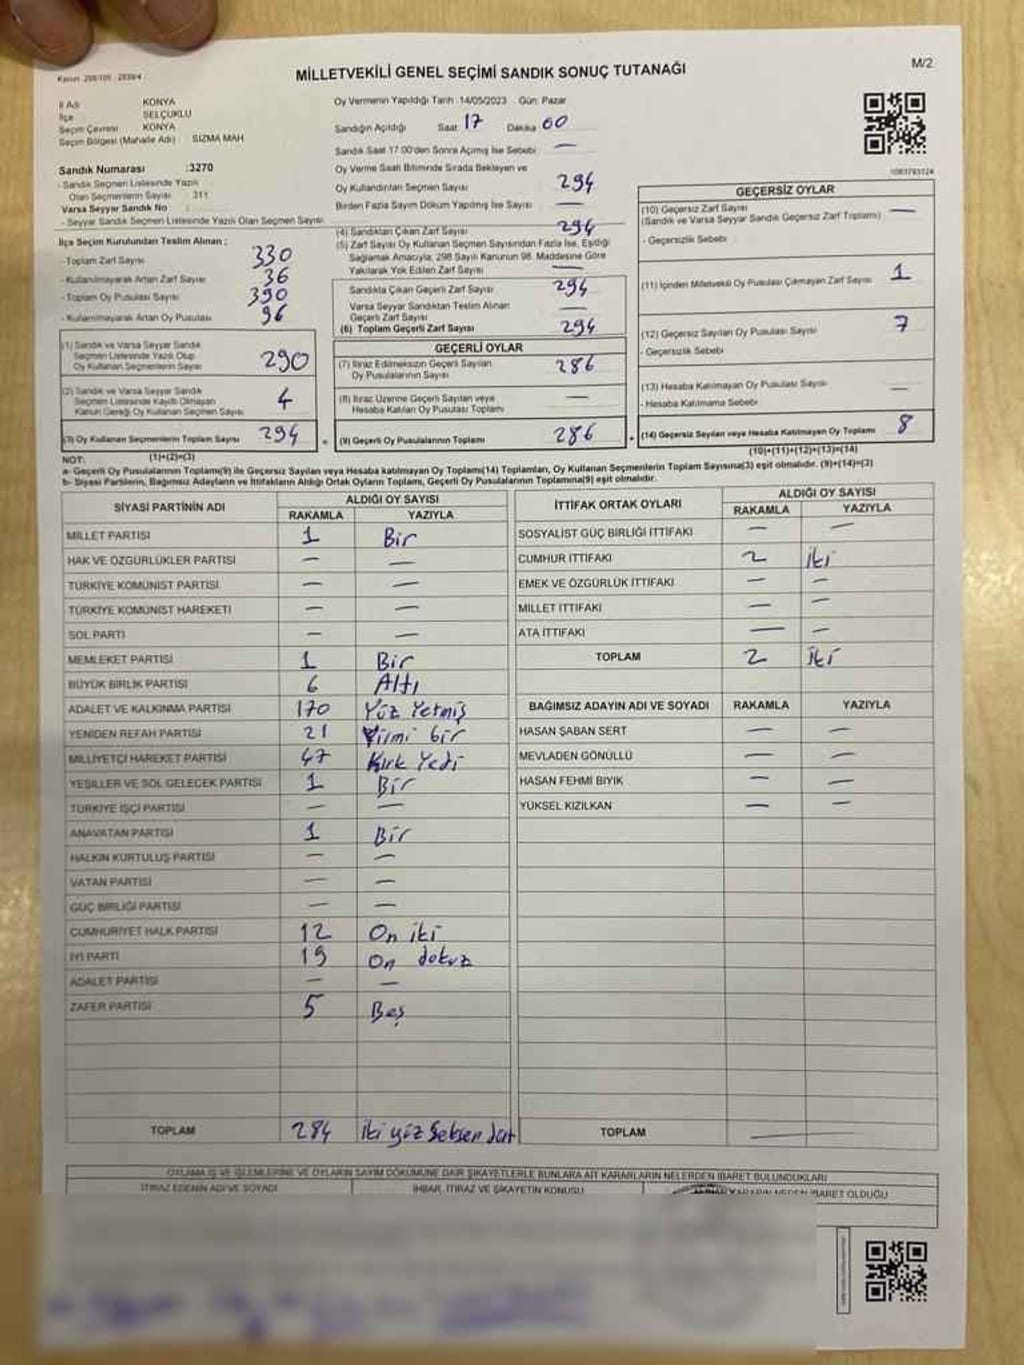 MİLLETVEKİLİ GENEL SEÇİMİ SANDIK SONUÇ TUTANAĞI
M/2
İl Adı KONYA
İlçe SELÇUKLU
Seçim Çevresi KONYA
Seçim Bölgesi (Mahalle Adı) SIZMA MAH
Sandık Numarası :3270
- Sandık Seçmen Listesinde Yazılı
Olan Seçmenlerin Sayısı : 311
Varsa Seyyar Sandık No :
- Seyyar Sandık Seçmen Listesinde Yazılı Olan Seçmen Sayısı
Oy Vermenin Yapıldığı Tarih :14/05/2023 Gün: Pazar
Sandığın Açıldığı Saat: 17 Dakika 00
Sandık Saat 17.00'den Sonra Açılmış İse Sebebi: —
Oy Verme Saati Bitiminde Sırada Bekleyen ve
Oy Kullandırılan Seçmen Sayısı 294
Birden Fazla Sayım Döküm Yapılmış İse Sayısı —
(4) Sandıktan Çıkan Zarf Sayısı 294
(5) Zarf Sayısı Oy Kullanan Seçmen Sayısından Fazla İse, Eşitliği
Sağlamak Amacıyla, 298 Sayılı Kanunun 98. Maddesine Göre
Yakılarak Yok Edilen Zarf Sayısı —
Sandıkta Çıkan Geçerli Zarf Sayısı 294
Varsa Seyyar Sandıktan Teslim Alınan
Geçerli Zarf Sayısı —
(6) Toplam Geçerli Zarf Sayısı 294
İlçe Seçim Kurulundan Teslim Alınan ;
-Toplam Zarf Sayısı 330
-Kullanılmayarak Artan Zarf Sayısı 36
-Toplam Oy Pusulası Sayısı 390
-Kullanılmayarak Artan Oy Pusulası 96
(1) Sandık ve Varsa Seyyar Sandık
Seçmen Listesinde Yazılı Olup
Oy Kullanan Seçmenlerin Sayısı 290
(2) Sandık ve Varsa Seyyar Sandık
Seçmen Listesinde Kayıtlı Olmayan
Kanun Gereği Oy Kullanan Seçmen Sayısı 4
(3) Oy Kullanan Seçmenlerin Toplam Sayısı 294
(1)+(2)=(3)
GEÇERLİ OYLAR
(7) İtiraz Edilmeksizin Geçerli Sayılan
Oy Pusulalarının Sayısı 286
(8) İtiraz Üzerine Geçerli Sayılan veya
Hesaba Katılan Oy Pusulası Toplamı —
(9) Geçerli Oy Pusulalarının Toplamı 286
GEÇERSİZ OYLAR
(10) Geçersiz Zarf Sayısı —
(Sandık ve Varsa Seyyar Sandık Geçersiz Zarf Toplamı)
- Geçersizlik Sebebi
(11) İçinden Milletvekili Oy Pusulası Çıkmayan Zarf Sayısı 1
(12) Geçersiz Sayılan Oy Pusulası Sayısı 7
- Geçersizlik Sebebi
(13) Hesaba Katılmayan Oy Pusulası Sayısı —
- Hesaba Katılmama Sebebi
(14) Geçersiz Sayılan veya Hesaba Katılmayan Oy Toplamı 8
(10)+(11)+(12)+(13)=(14)
NOT:
a- Geçerli Oy Pusulalarının Toplamı(9) ile Geçersiz Sayılan veya Hesaba katılmayan Oy Toplamı(14) Toplamları, Oy Kullanan Seçmenlerin Toplam Sayısına(3) eşit olmalıdır. (9)+(14)=(3)
b- Siyasi Partilerin, Bağımsız Adayların ve İttifakların Aldığı Ortak Oyların Toplamı, Geçerli Oy Pusulalarının Toplamına(9) eşit olmalıdır.
SİYASİ PARTİNİN ADI ALDIĞI OY SAYISI
RAKAMLA YAZIYLA
MİLLET PARTİSİ 1 Bir
HAK VE ÖZGÜRLÜKLER PARTİSİ — —
TÜRKİYE KOMÜNİST PARTİSİ — —
TÜRKİYE KOMÜNİST HAREKETİ — —
SOL PARTİ — —
MEMLEKET PARTİSİ 1 Bir
BÜYÜK BİRLİK PARTİSİ 6 Altı
ADALET VE KALKINMA PARTİSİ 170 Yüz Yetmiş
YENİDEN REFAH PARTİSİ 21 Yirmi bir
MİLLİYETÇİ HAREKET PARTİSİ 47 Kırk Yedi
YEŞİLLER VE SOL GELECEK PARTİSİ 1 Bir
TÜRKİYE İŞÇİ PARTİSİ — —
ANAVATAN PARTİSİ 1 Bir
HALKIN KURTULUŞ PARTİSİ — —
VATAN PARTİSİ — —
GÜÇ BİRLİĞİ PARTİSİ — —
CUMHURİYET HALK PARTİSİ 12 On iki
İYİ PARTİ 19 On dokuz
ADALET PARTİSİ — —
ZAFER PARTİSİ 5 Beş
TOPLAM 284 İki yüz Seksen dört
İTTİFAK ORTAK OYLARI ALDIĞI OY SAYISI
RAKAMLA YAZIYLA
SOSYALİST GÜÇ BİRLİĞİ İTTİFAKI — —
CUMHUR İTTİFAKI 2 İki
EMEK VE ÖZGÜRLÜK İTTİFAKI — —
MİLLET İTTİFAKI — —
ATA İTTİFAKI — —
TOPLAM 2 İki
BAĞIMSIZ ADAYIN ADI VE SOYADI RAKAMLA YAZIYLA
HASAN ŞABAN SERT — —
MEVLADEN GÖNÜLLÜ — —
HASAN FEHMİ BIYIK — —
YÜKSEL KIZILKAN — —
TOPLAM —
OYLAMA İŞ VE İŞLEMLERİNE VE OYLARIN SAYIM DÖKÜMÜNE DAİR ŞİKAYETLERLE BUNLARA AİT KARARLARIN NELERDEN İBARET BULUNDUKLARI
İTİRAZ EDENİN ADI VE SOYADI İHBAR, İTİRAZ VE ŞİKAYETİN KONUSU